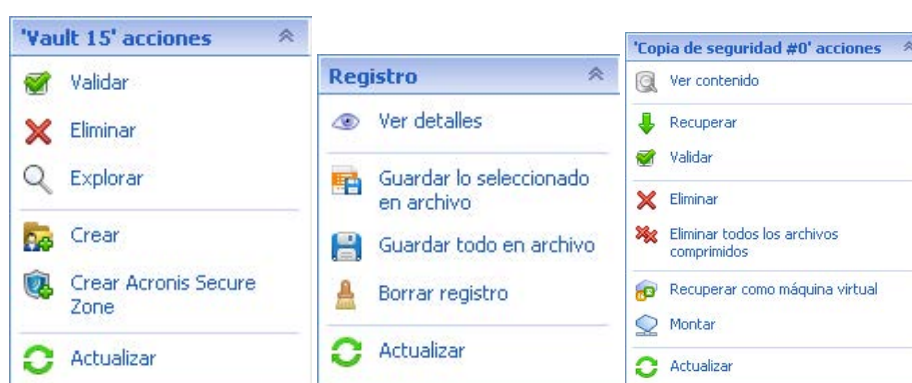 'Vault 15' acciones
Validar
Eliminar
Explorar
Crear
Crear Acronis Secure
Zone
Actualizar
Registro
Ver detalles
Guardar lo seleccionado
en archivo
Guardar todo en archivo
Borrar registro
Actualizar
'Copia de seguridad #0' acciones
Ver contenido
Recuperar
Validar
Eliminar
Eliminar todos los archivos
comprimidos
Recuperar como máquina virtual
Montar
Actualizar